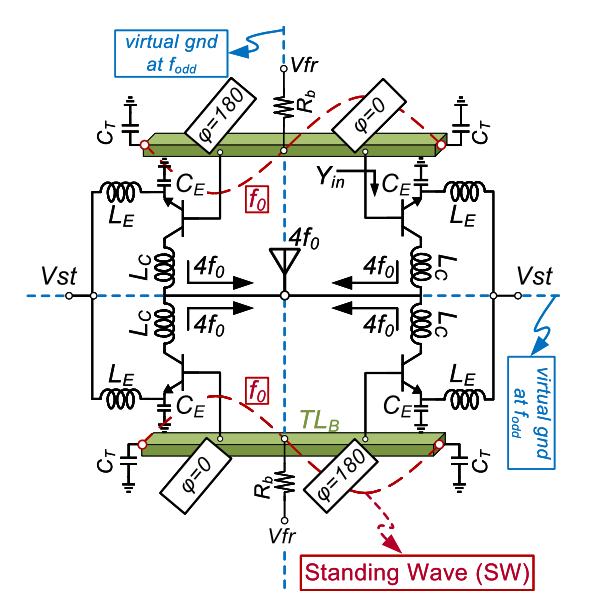 virtual gnd
at fodd
Vfr
Rb
φ=180
φ=0
CT
CT
CE
Yin
CE
LE
f0
LE
4f0
LC
4f0
4f0
LC
Vst
Vst
LC
4f0
4f0
LC
LE
f0
LE
CE
CE
TLB
virtual gnd
at fodd
CT
φ=0
Rb
φ=180
CT
Vfr
Standing Wave (SW)